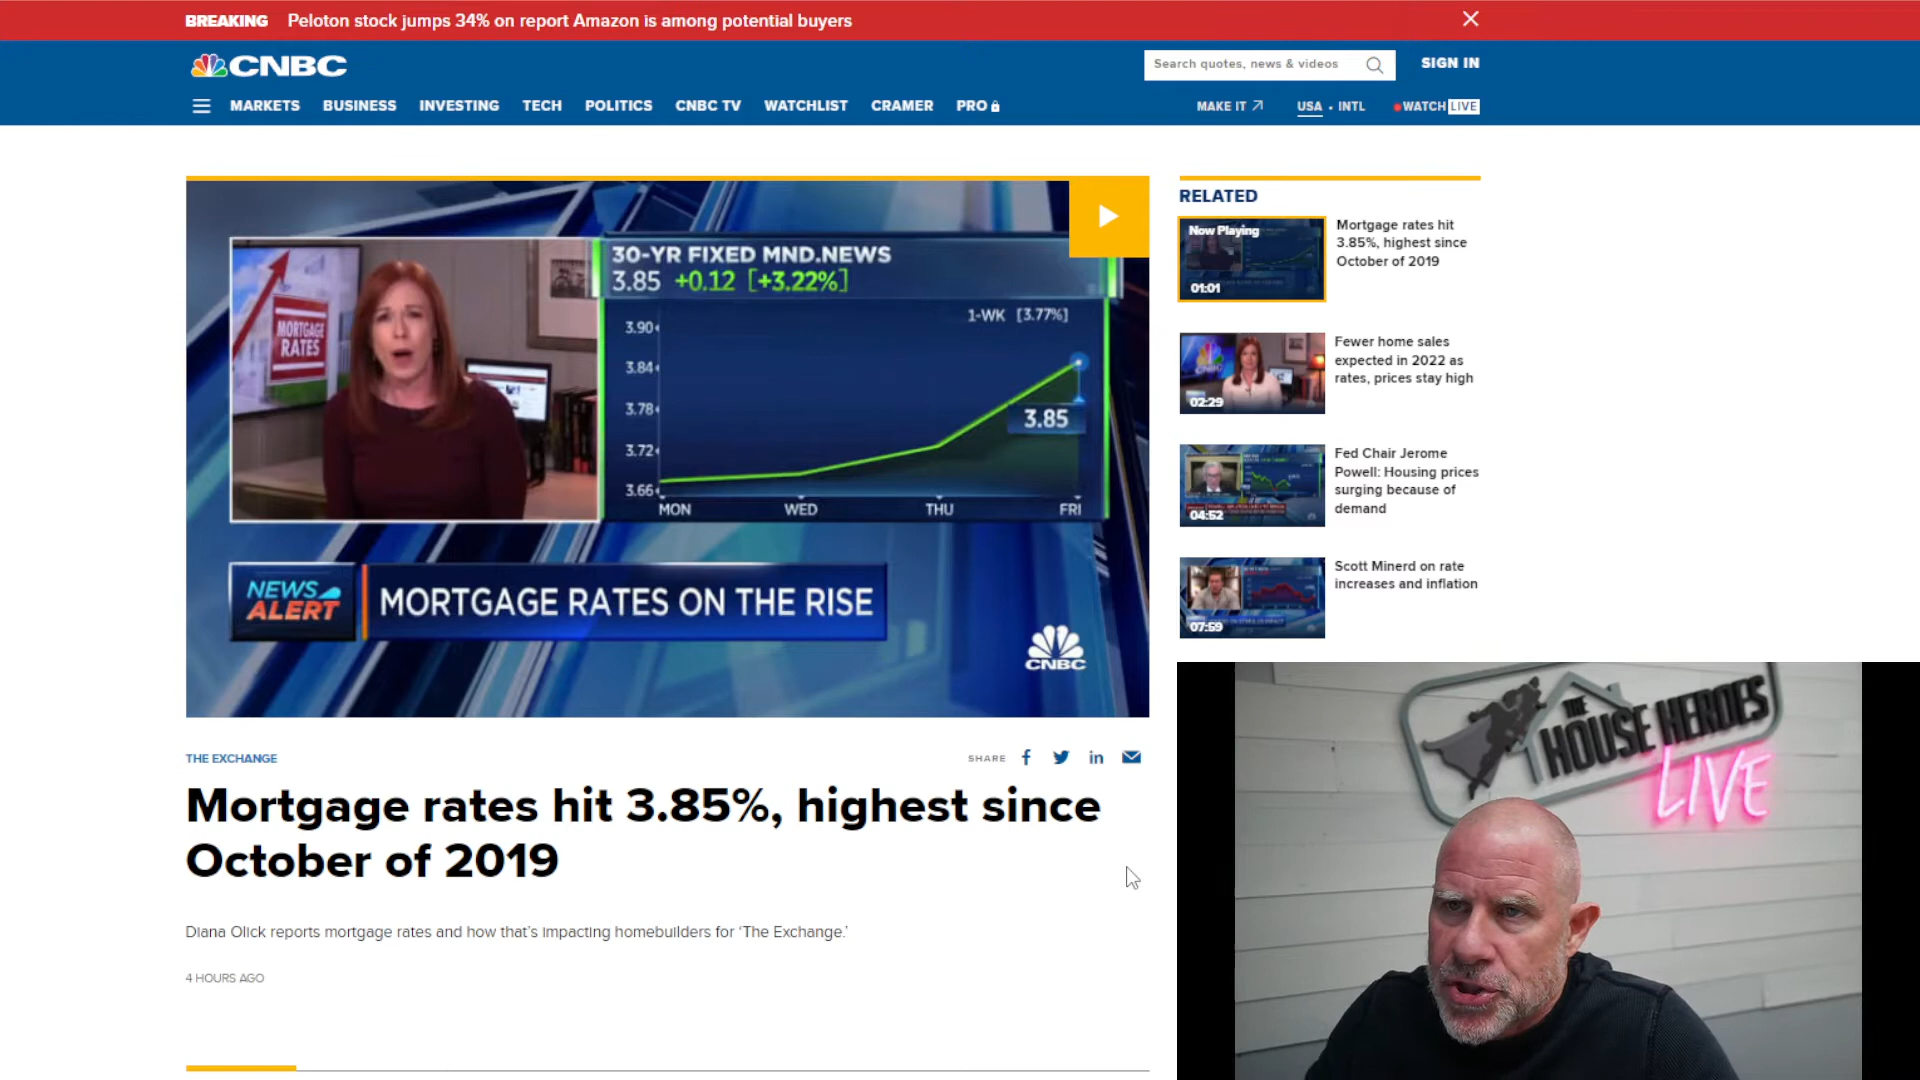 BREAKING Peloton stock jumps 34% on report Amazon is among potential buyers
CNBC
Search quotes, news & videos
SIGN IN
MARKETS BUSINESS INVESTING TECH POLITICS CNBC TV WATCHLIST CRAMER PRO
MAKE IT USA • INTL WATCH LIVE
MORTGAGE
RATES
30-YR FIXED MND.NEWS
3.85 +0.12 [+3.22%]
1-WK [3.77%]
3.90
3.84
3.78
3.72
3.66
3.85
MON WED THU FRI
NEWS
ALERT
MORTGAGE RATES ON THE RISE
CNBC
THE EXCHANGE
SHARE
Mortgage rates hit 3.85%, highest since
October of 2019
Diana Olick reports mortgage rates and how that's impacting homebuilders for 'The Exchange.'
4 HOURS AGO
RELATED
Now Playing
01:01
Mortgage rates hit
3.85%, highest since
October of 2019
02:29
Fewer home sales
expected in 2022 as
rates, prices stay high
04:52
Fed Chair Jerome
Powell: Housing prices
surging because of
demand
07:59
Scott Minerd on rate
increases and inflation
THE
HOUSE HEROES
LIVE